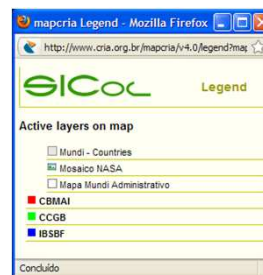 mapcria Legend - Mozilla Firefox
http://www.cria.org.br/mapcria/v4.0/legend?map
SICOL
Legend
Active layers on map
Mundi - Countries
Mosaico NASA
Mapa Mundi Administrativo
CBMAI
CCGB
IBSBF
Concluído